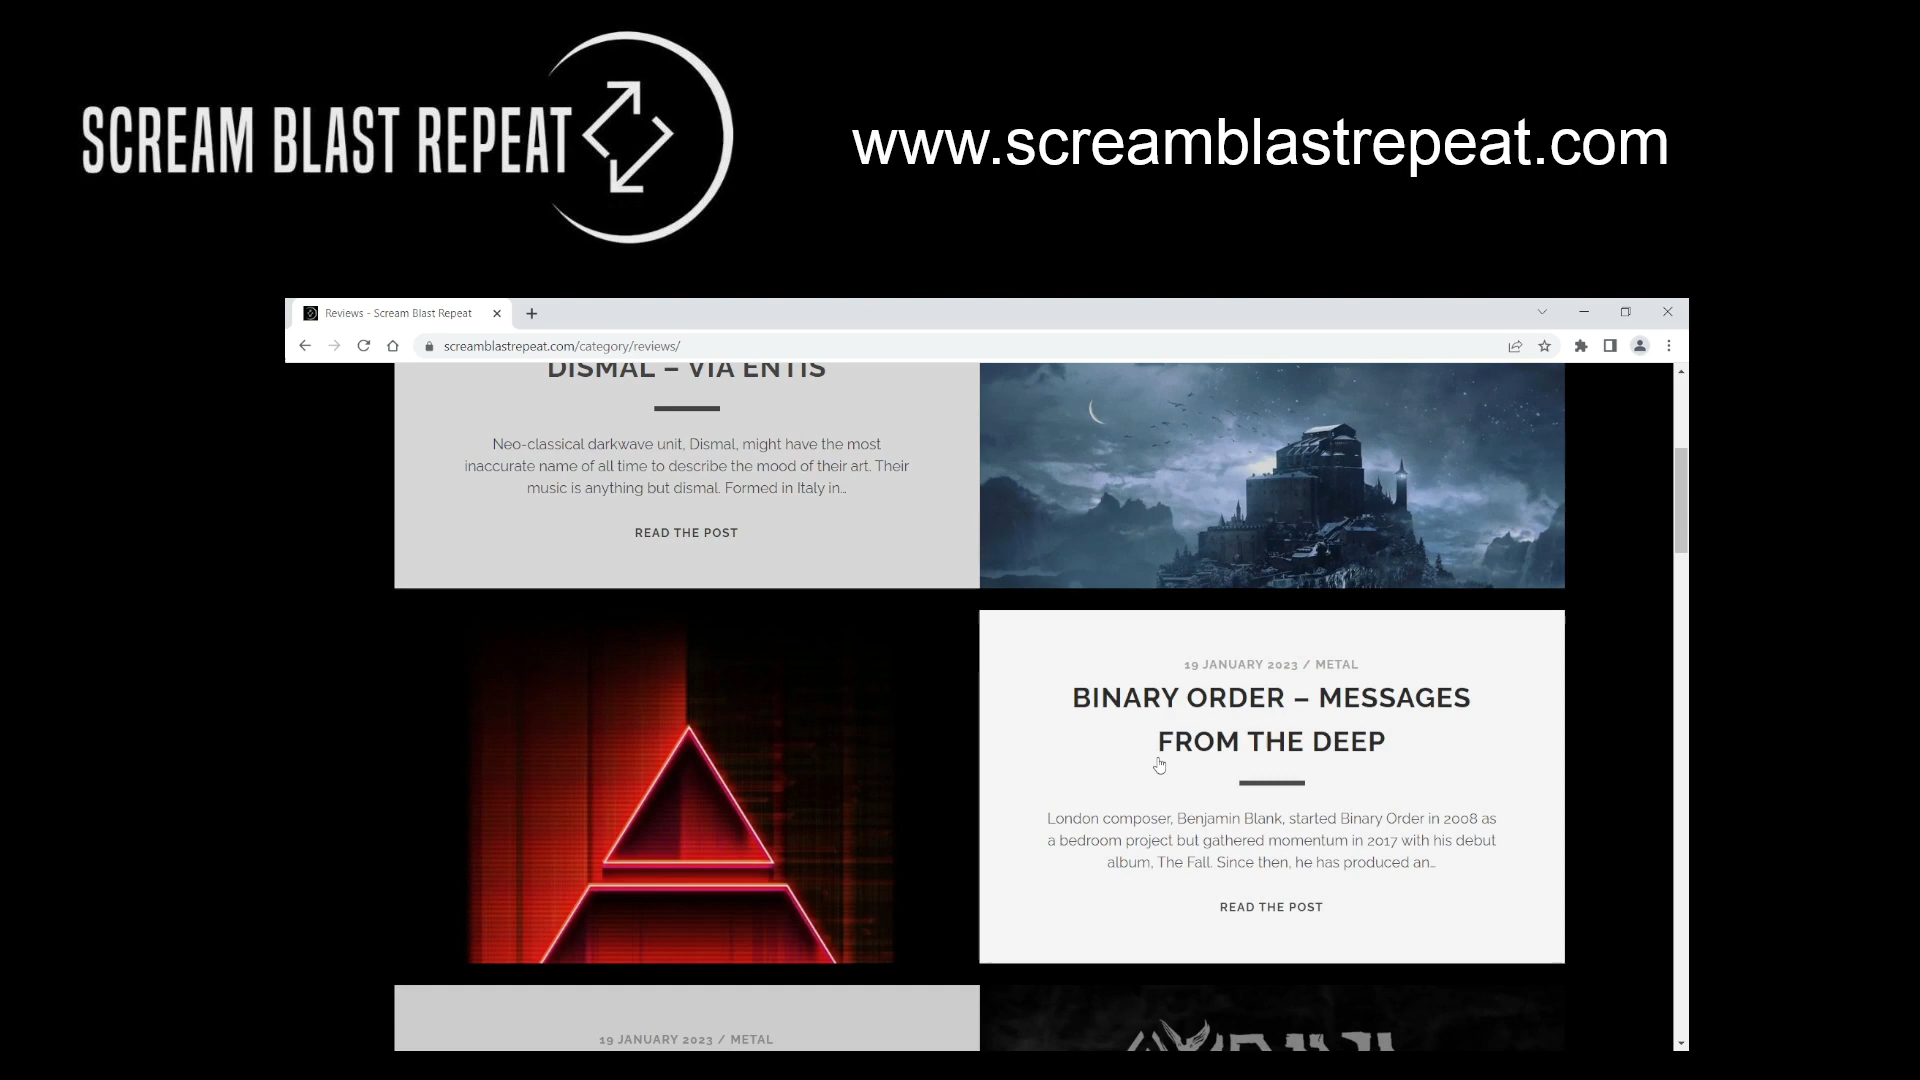 SCREAM BLAST REPEAT
www.screamblastrepeat.com
Reviews - Scream Blast Repeat
screamblastrepeat.com/category/reviews/
DISMAL – VIA ENTIS
Neo-classical darkwave unit, Dismal, might have the most
inaccurate name of all time to describe the mood of their art. Their
music is anything but dismal. Formed in Italy in...
READ THE POST
19 JANUARY 2023 / METAL
BINARY ORDER – MESSAGES
FROM THE DEEP
London composer, Benjamin Blank, started Binary Order in 2008 as
a bedroom project but gathered momentum in 2017 with his debut
album, The Fall. Since then, he has produced an...
READ THE POST
19 JANUARY 2023 / METAL